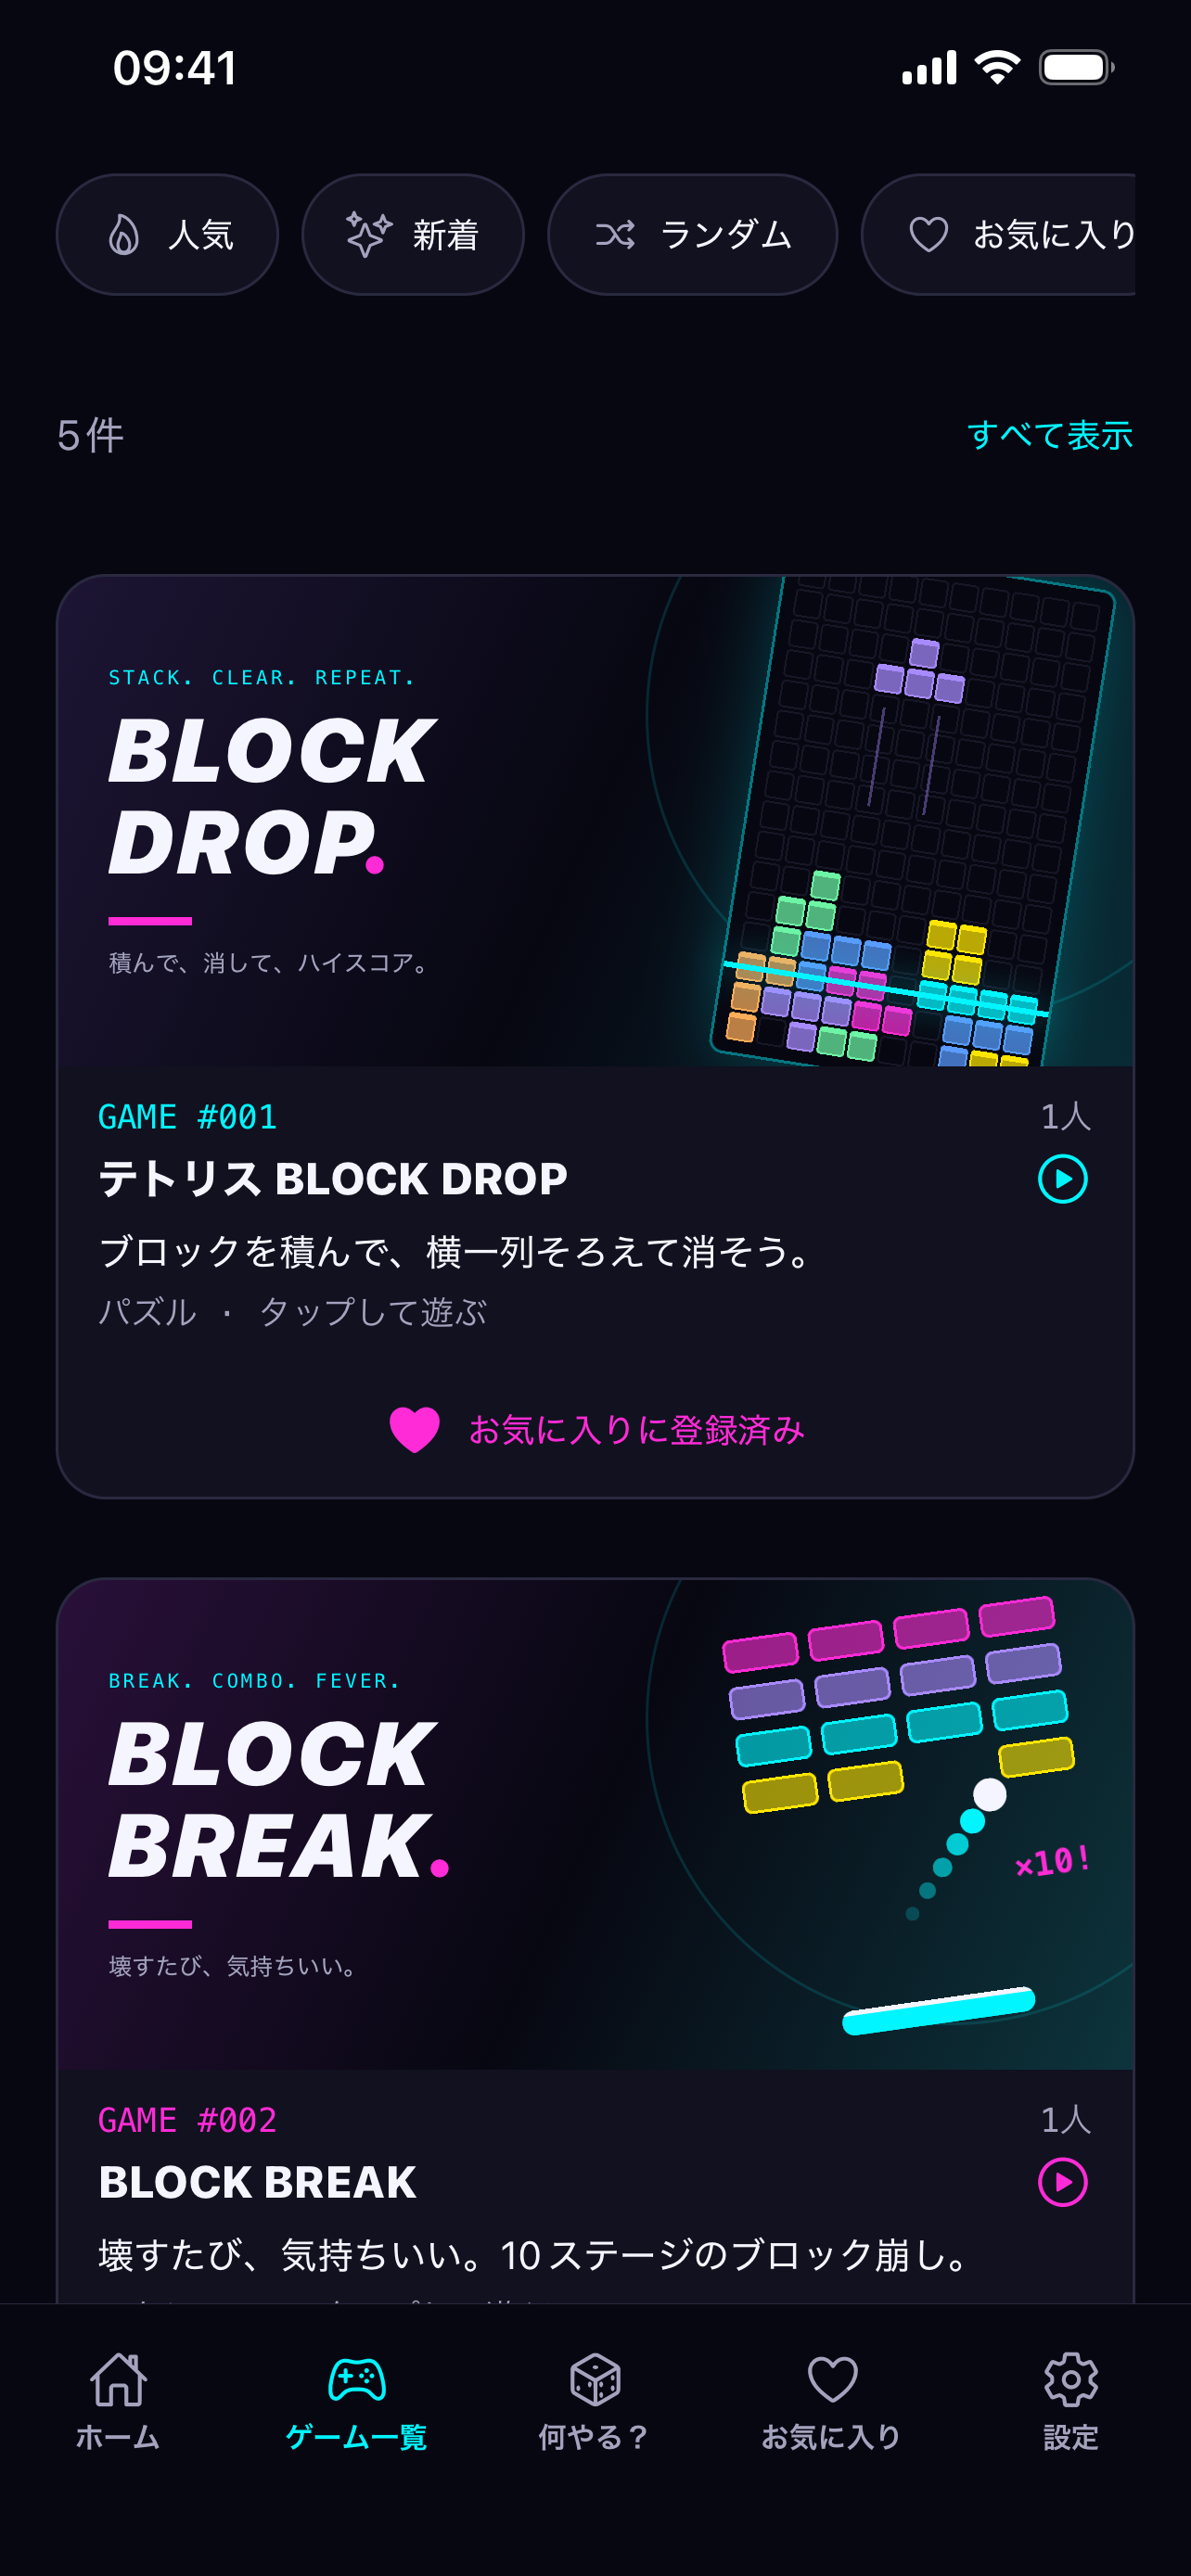 09:41
人気
新着
ランダム
お気に入り
5件
すべて表示
STACK. CLEAR. REPEAT.
BLOCK
DROP.
積んで、消して、ハイスコア。
GAME #001
1人
テトリス BLOCK DROP
ブロックを積んで、横一列そろえて消そう。
パズル ・ タップして遊ぶ
お気に入りに登録済み
BREAK. COMBO. FEVER.
BLOCK
BREAK.
×10!
壊すたび、気持ちいい。
GAME #002
1人
BLOCK BREAK
壊すたび、気持ちいい。10ステージのブロック崩し。
ホーム
ゲーム一覧
何やる？
お気に入り
設定